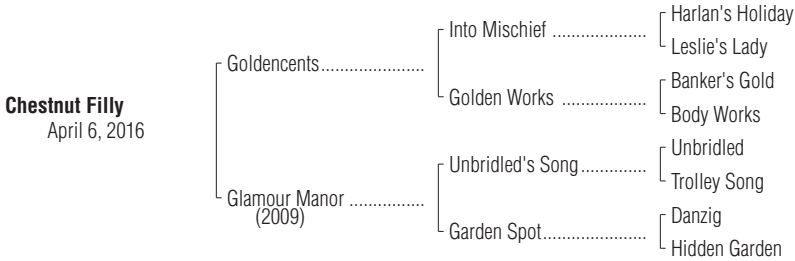 Chestnut Filly
April 6, 2016
Goldencents......................
Glamour Manor ................
(2009)
Into Mischief ....................
Golden Works ..................
Unbridled's Song..............
Garden Spot......................
Harlan's Holiday
Leslie's Lady
Banker's Gold
Body Works
Unbridled
Trolley Song
Danzig
Hidden Garden